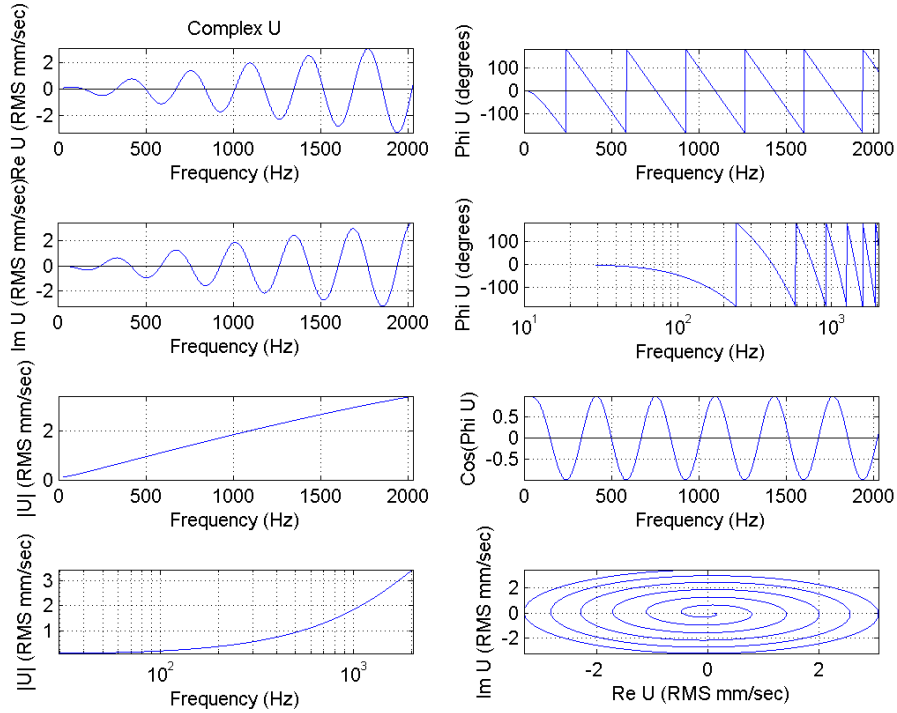 Complex U
Re U (RMS mm/sec)
2
0
-2
0 500 1000 1500 2000
Frequency (Hz)
Phi U (degrees)
100
0
-100
0 500 1000 1500 2000
Frequency (Hz)
Im U (RMS mm/sec)
2
0
-2
0 500 1000 1500 2000
Frequency (Hz)
Phi U (degrees)
100
0
-100
10^1 10^2 10^3
Frequency (Hz)
|U| (RMS mm/sec)
2
0
0 500 1000 1500 2000
Frequency (Hz)
Cos(Phi U)
0.5
0
-0.5
0 500 1000 1500 2000
Frequency (Hz)
|U| (RMS mm/sec)
3
2
1
10^2 10^3
Frequency (Hz)
Im U (RMS mm/sec)
2
0
-2
-2 0 2
Re U (RMS mm/sec)